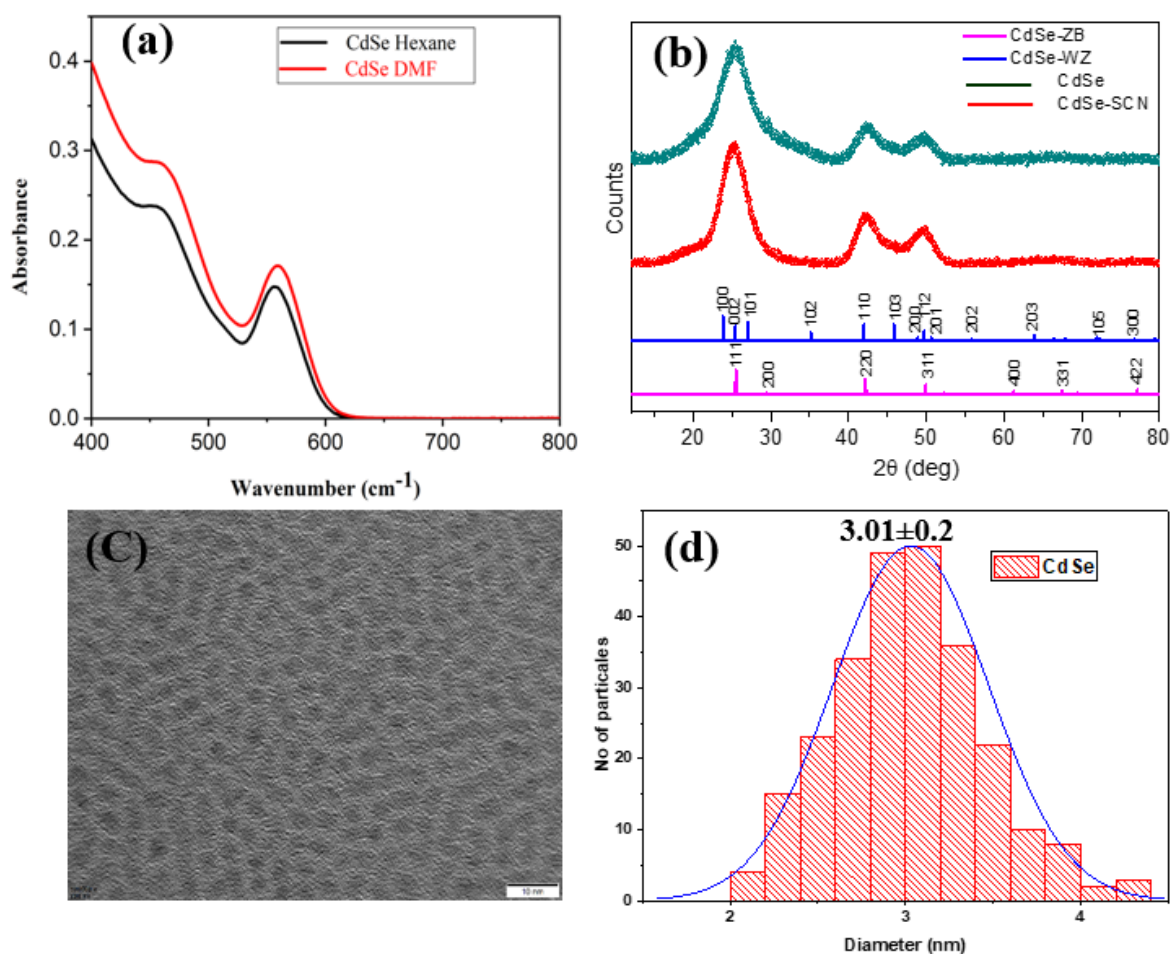 (a)
CdSe Hexane
CdSe DMF
0.4
0.3
0.2
0.1
0.0
Absorbance
400 500 600 700 800
Wavenumber (cm⁻¹)
(b)
CdSe-ZB
CdSe-WZ
CdSe
CdSe-SCN
Counts
100
002
101
102
110
103
200
112
201
202
203
105
300
111
200
220
311
400
331
422
20 30 40 50 60 70 80
2θ (deg)
(C)
10 nm
(d)
3.01±0.2
CdSe
50
40
30
20
10
0
No of particales
2 3 4
Diameter (nm)